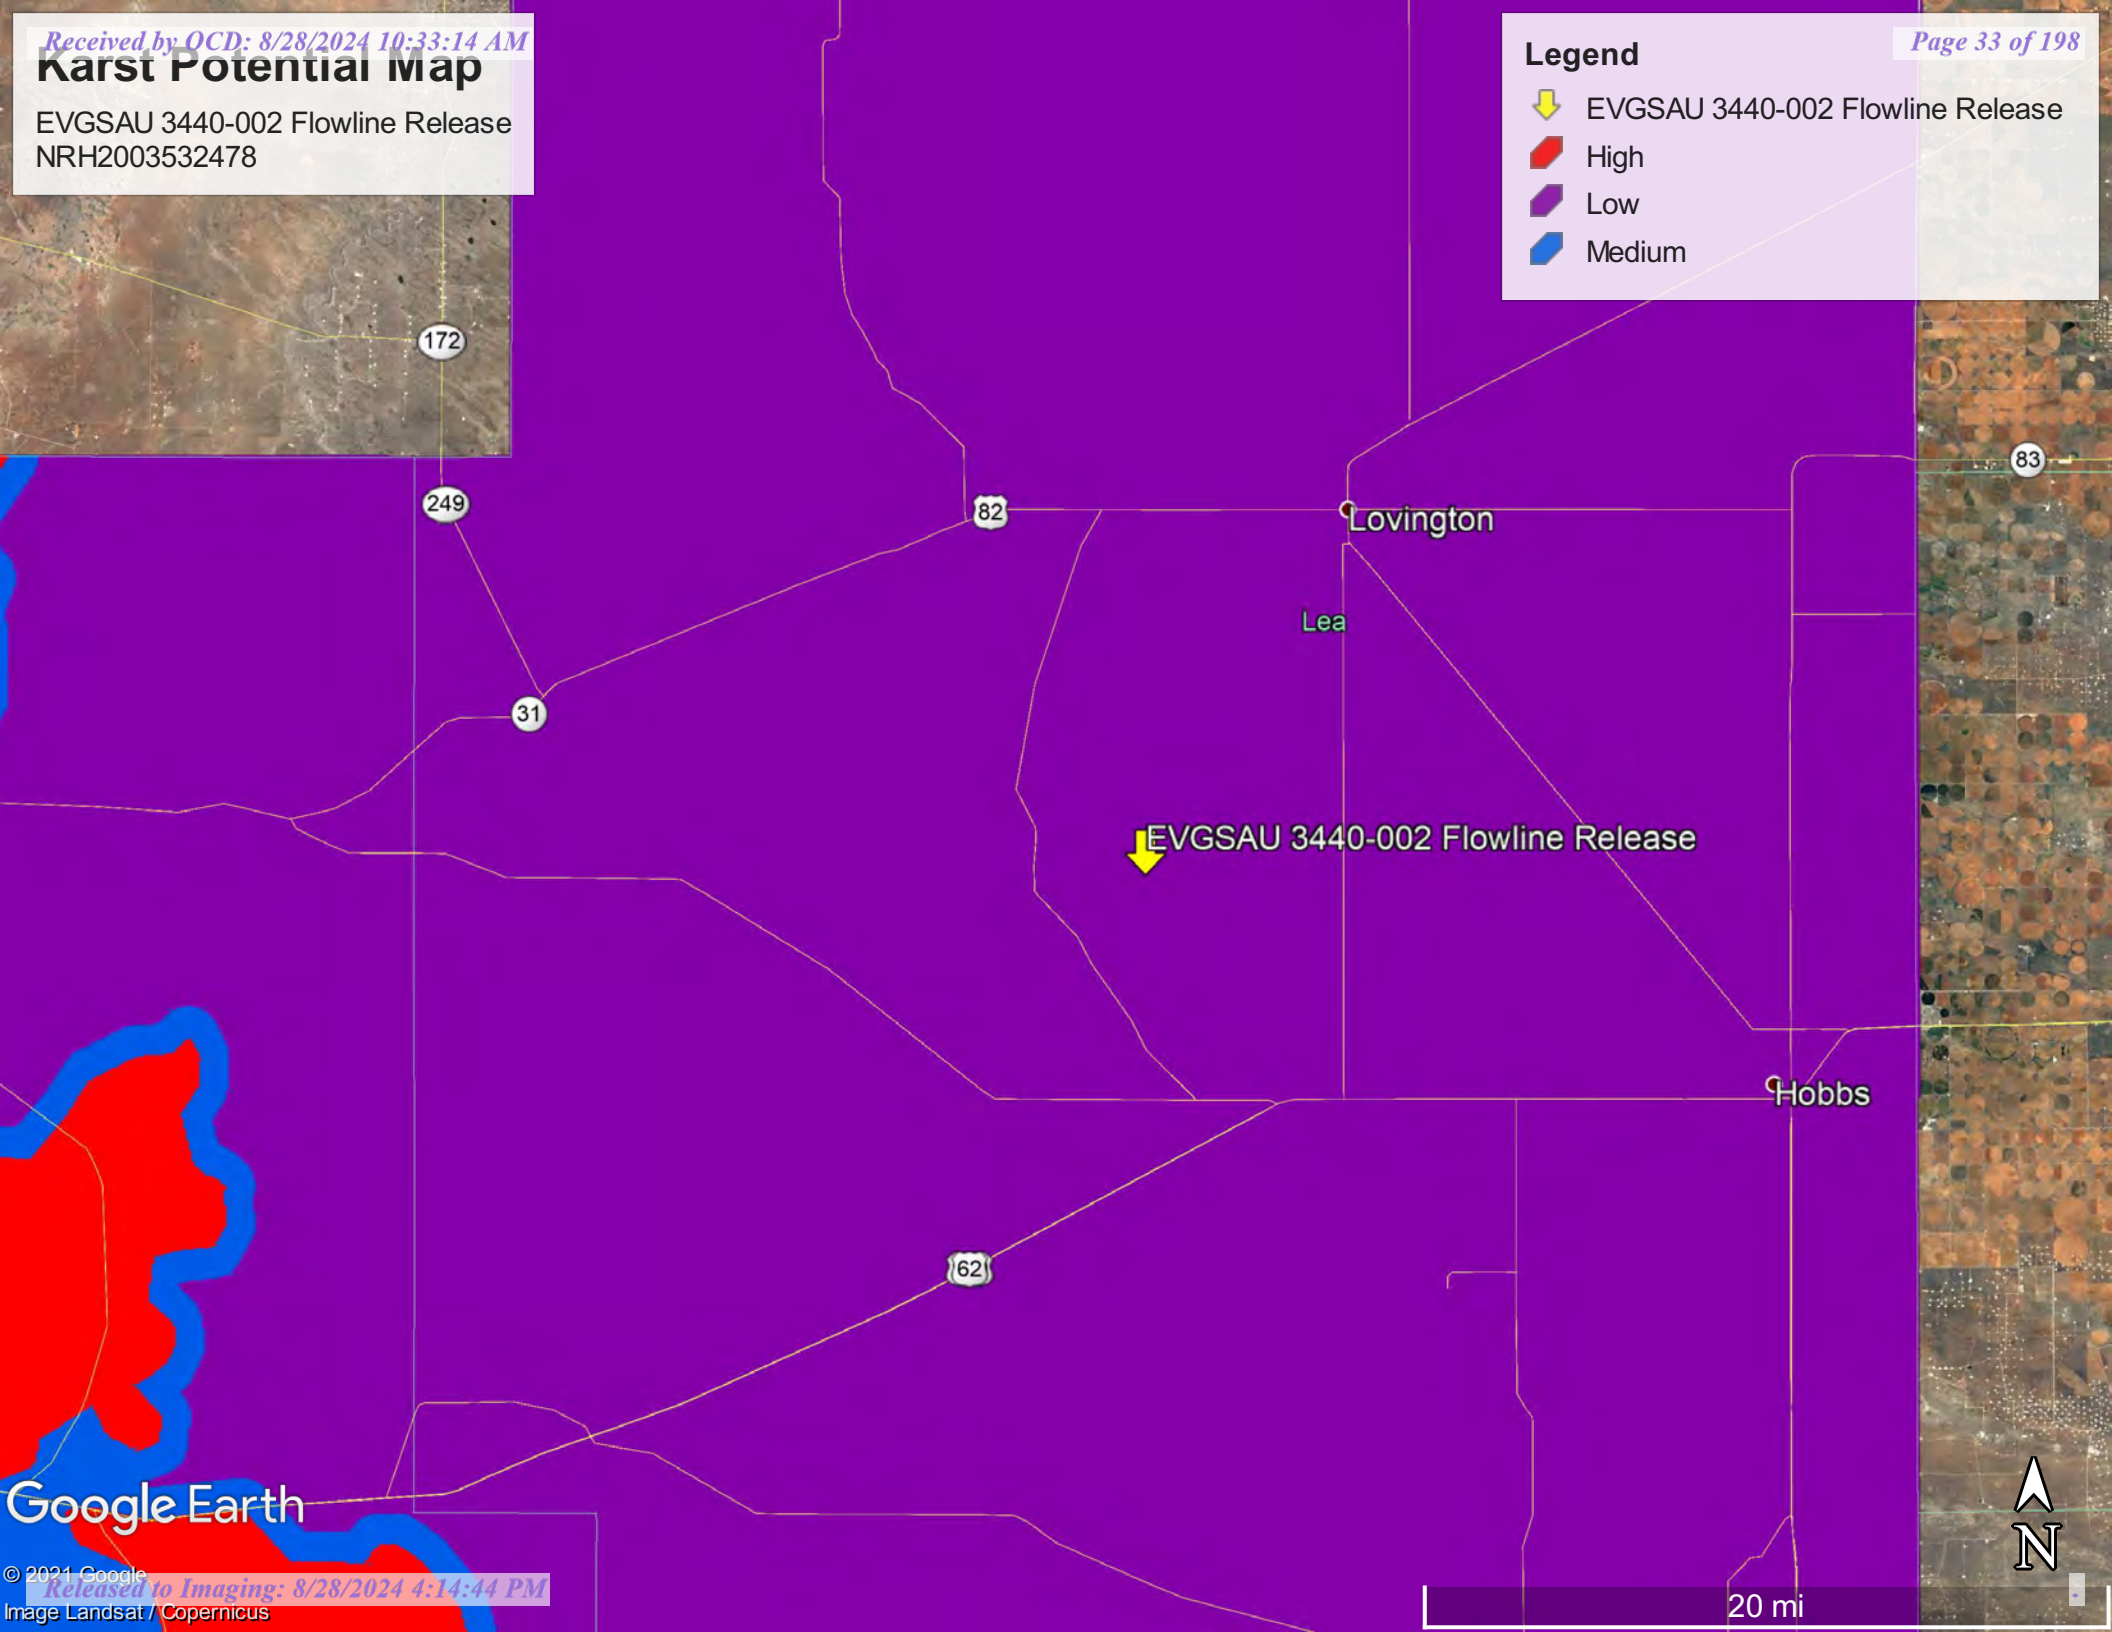 Received by OCD: 8/28/2024 10:33:14 AM
Page 33 of 198
Karst Potential Map
EVGSAU 3440-002 Flowline Release
NRH2003532478
Legend
EVGSAU 3440-002 Flowline Release
High
Low
Medium
172
83
249
82
Lovington
Lea
31
EVGSAU 3440-002 Flowline Release
Hobbs
62
Google Earth
N
© 2021 Google
Released to Imaging: 8/28/2024 4:14:44 PM
Image Landsat / Copernicus
20 mi